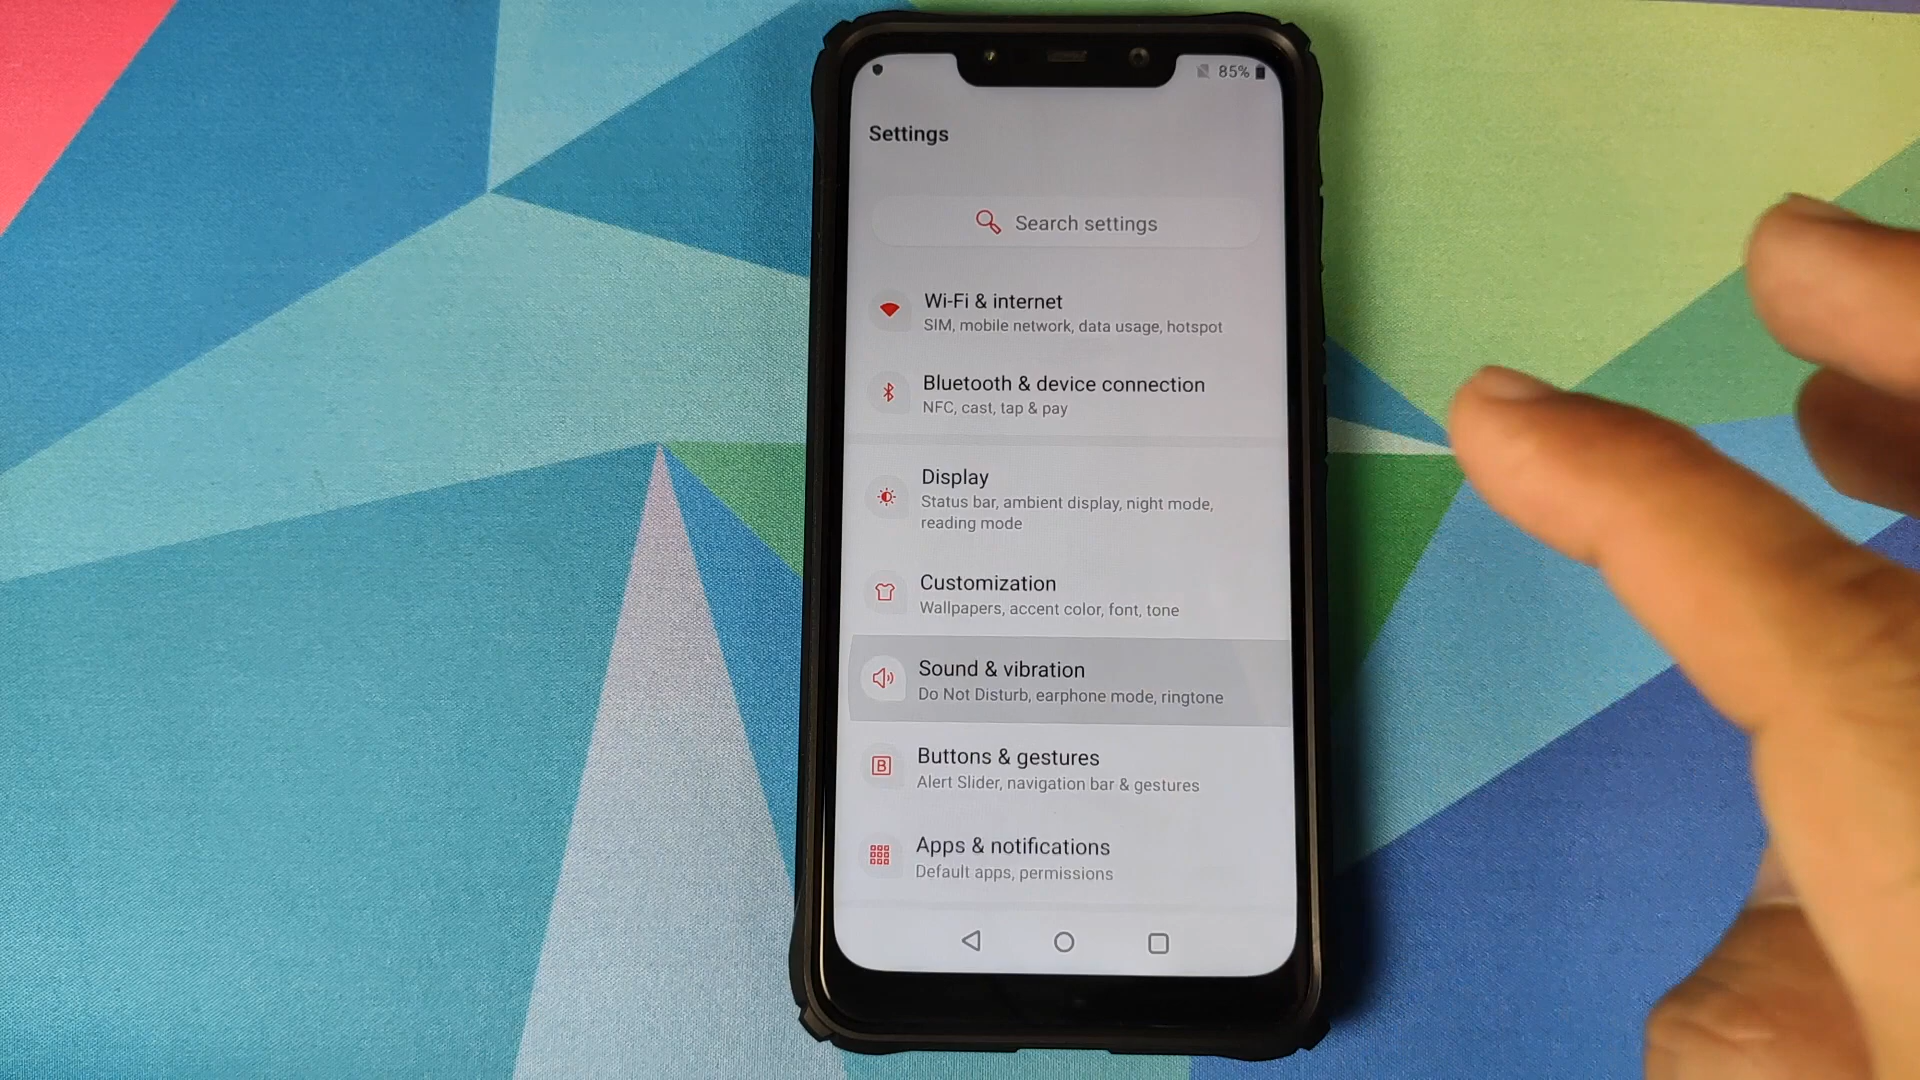 85%
Settings
Search settings
Wi-Fi & internet
SIM, mobile network, data usage, hotspot
Bluetooth & device connection
NFC, cast, tap & pay
Display
Status bar, ambient display, night mode,
reading mode
Customization
Wallpapers, accent color, font, tone
Sound & vibration
Do Not Disturb, earphone mode, ringtone
B
Buttons & gestures
Alert Slider, navigation bar & gestures
Apps & notifications
Default apps, permissions